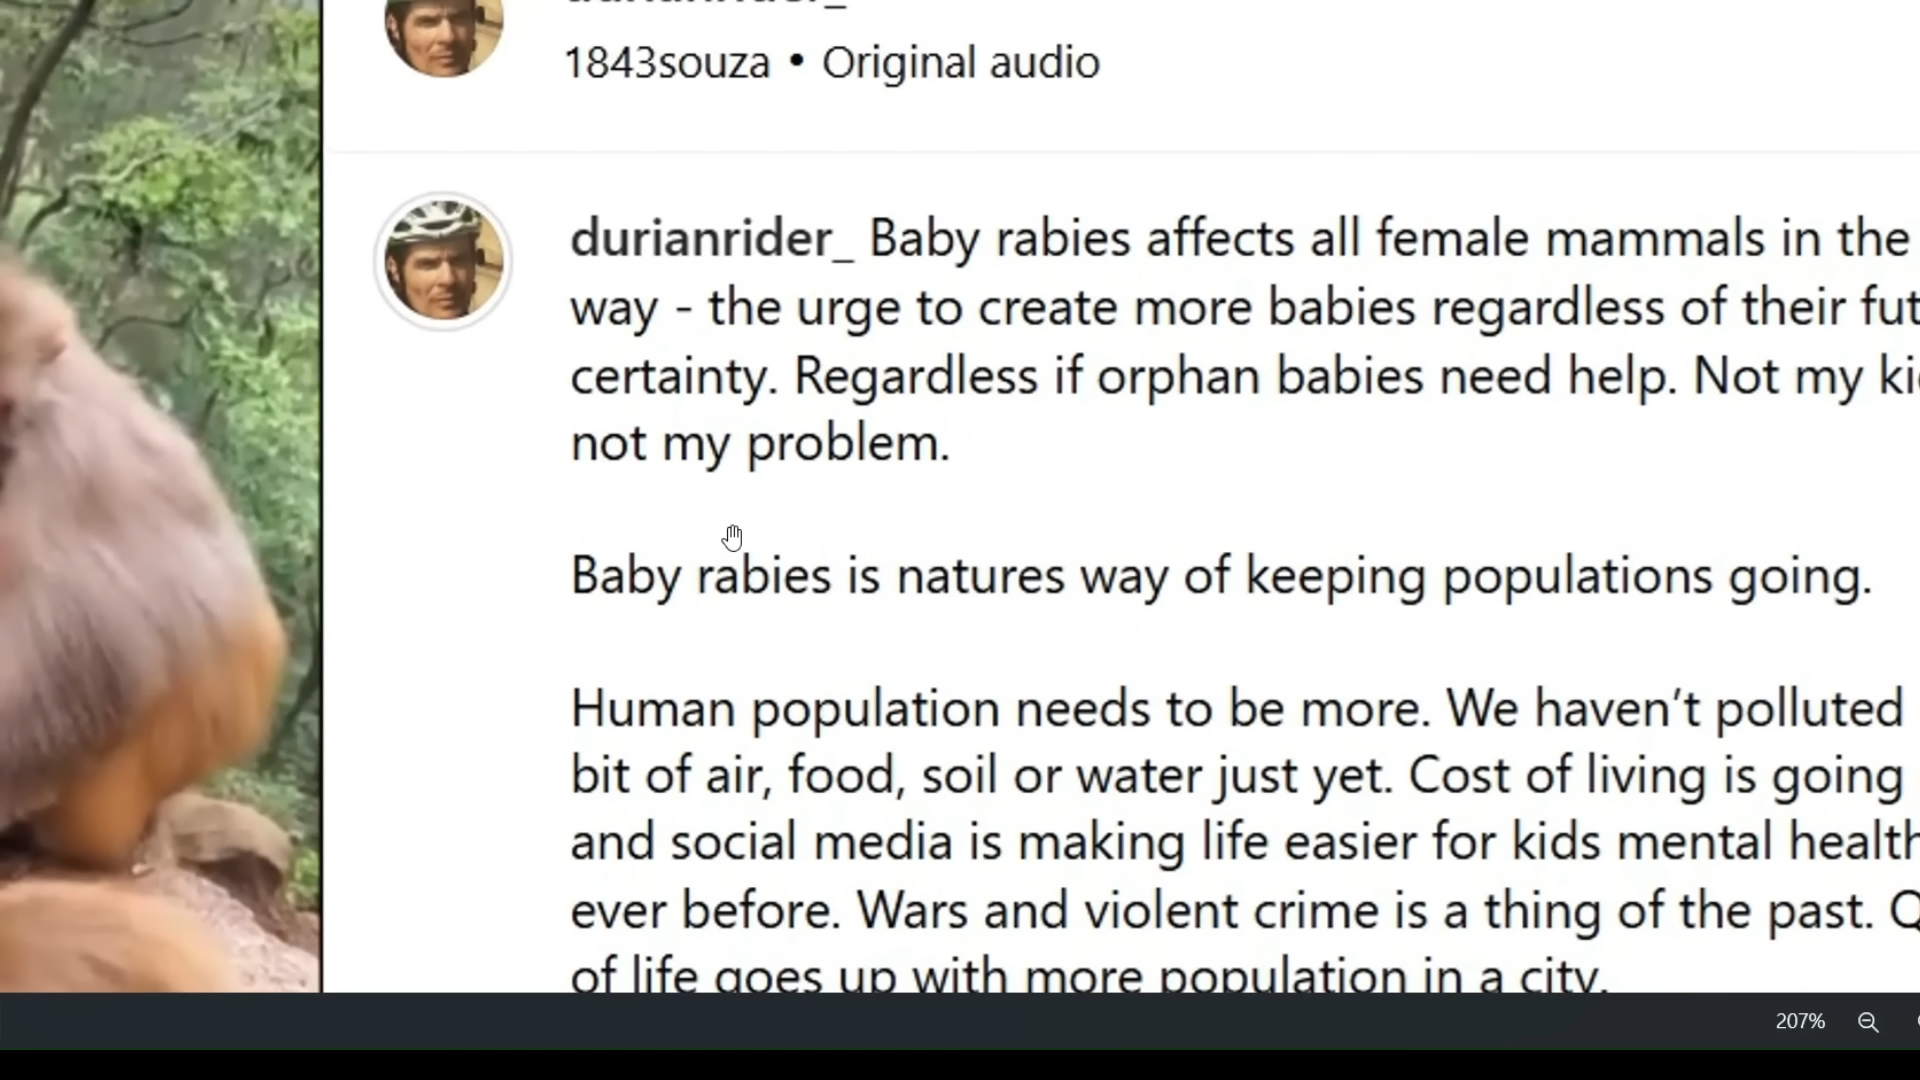 1843souza • Original audio
durianrider_ Baby rabies affects all female mammals in the
way - the urge to create more babies regardless of their fut
certainty. Regardless if orphan babies need help. Not my ki
not my problem.
Baby rabies is natures way of keeping populations going.
Human population needs to be more. We haven't polluted
bit of air, food, soil or water just yet. Cost of living is going
and social media is making life easier for kids mental health
ever before. Wars and violent crime is a thing of the past. Q
of life goes up with more population in a city.
207%